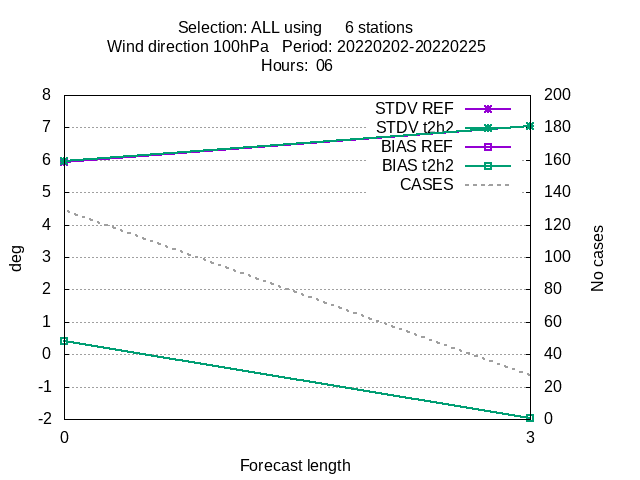 Selection: ALL using     6 stations
Wind direction 100hPa   Period: 20220202-20220225
Hours:  06
8
7
6
5
4
3
2
1
0
-1
-2
200
180
160
140
120
100
80
60
40
20
0
STDV REF
STDV t2h2
BIAS REF
BIAS t2h2
CASES
deg
No cases
0
3
Forecast length